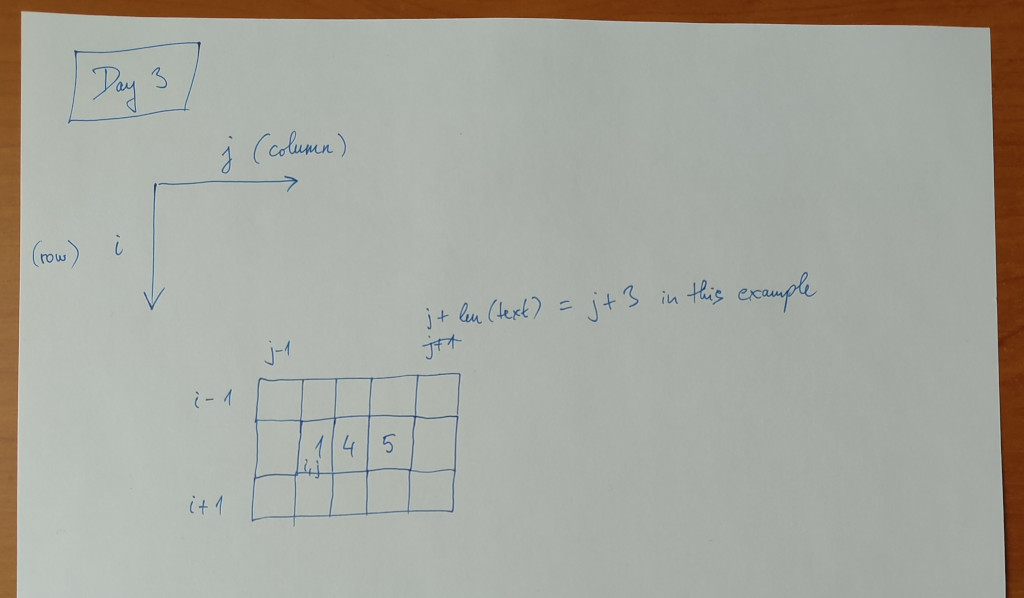 Day 3
j (column)
(row) i
j + len(text) = j+3 in this example
j+1
j-1
i-1
1 4 5
i,j
i+1